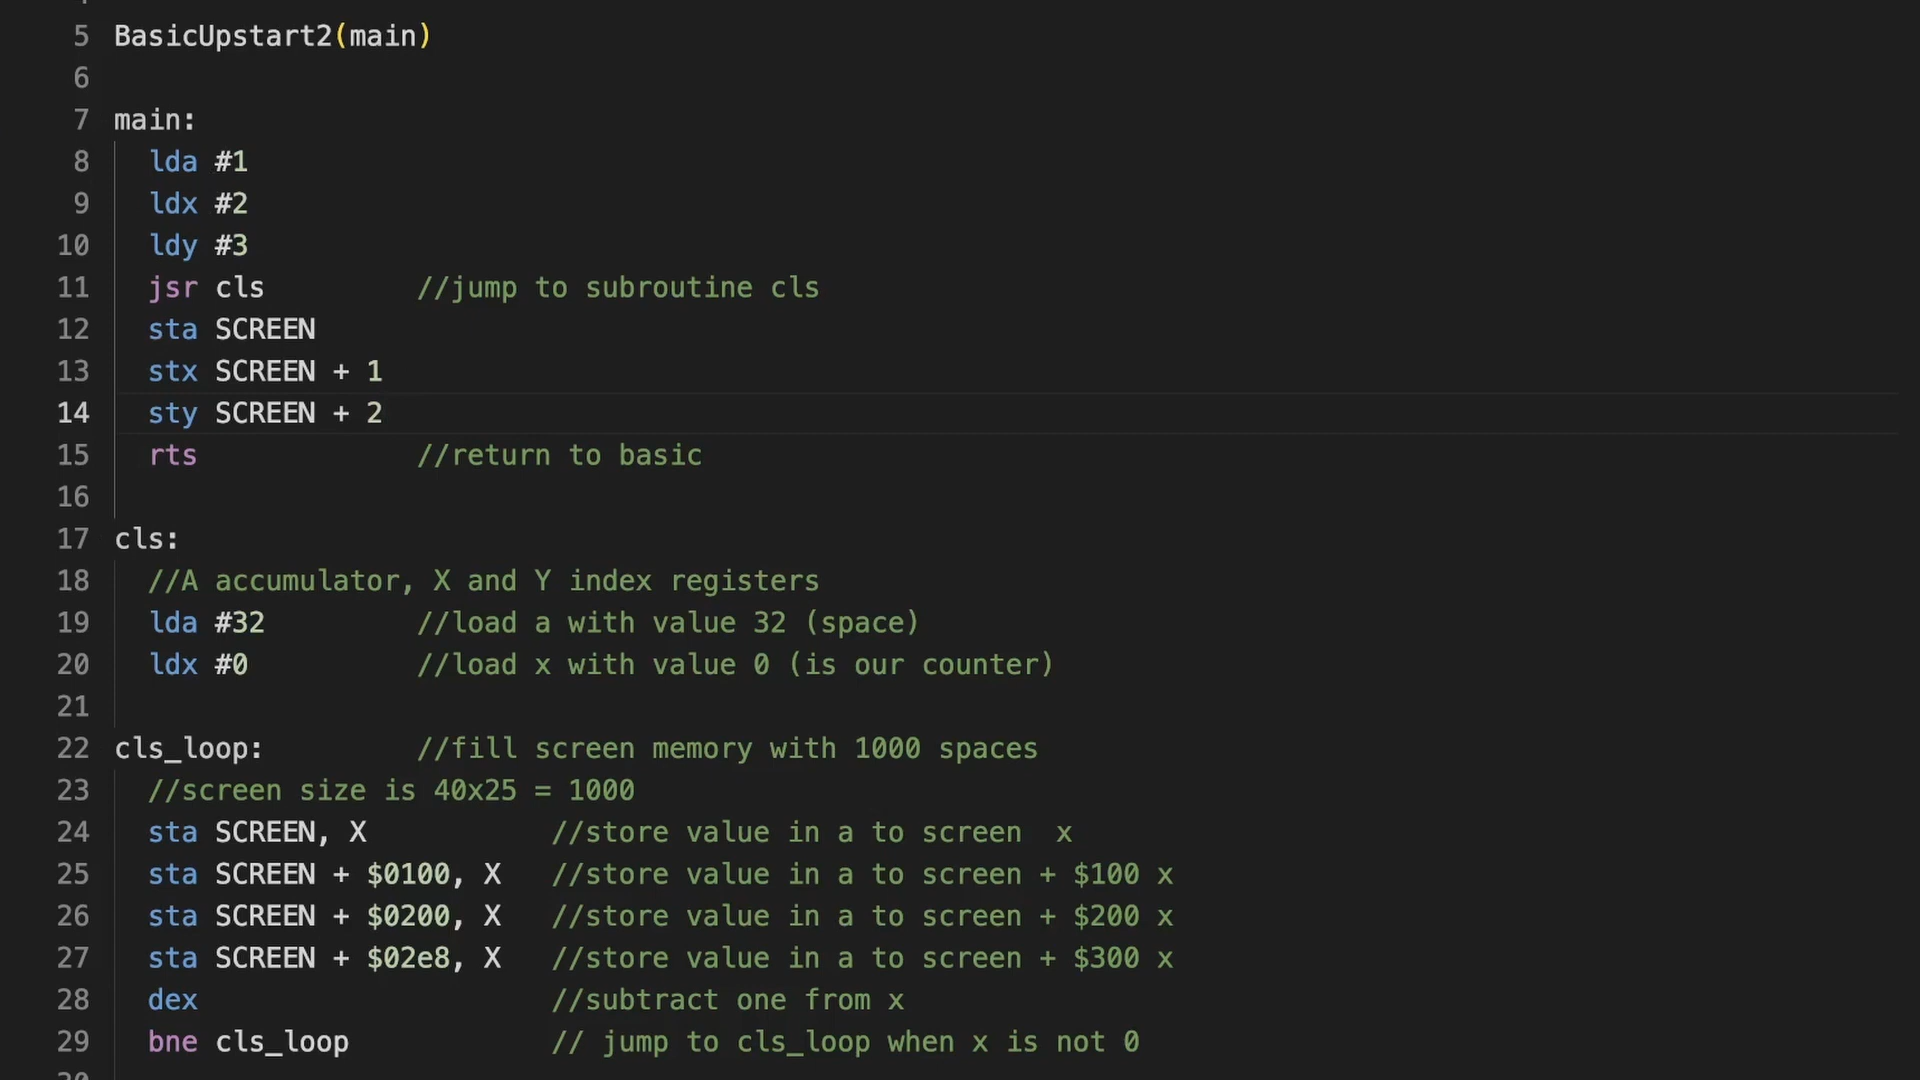 5 BasicUpstart2(main)
6
7 main:
8 lda #1
9 ldx #2
10 ldy #3
11 jsr cls //jump to subroutine cls
12 sta SCREEN
13 stx SCREEN + 1
14 sty SCREEN + 2
15 rts //return to basic
16
17 cls:
18 //A accumulator, X and Y index registers
19 lda #32 //load a with value 32 (space)
20 ldx #0 //load x with value 0 (is our counter)
21
22 cls_loop: //fill screen memory with 1000 spaces
23 //screen size is 40x25 = 1000
24 sta SCREEN, X //store value in a to screen  x
25 sta SCREEN + $0100, X //store value in a to screen + $100 x
26 sta SCREEN + $0200, X //store value in a to screen + $200 x
27 sta SCREEN + $02e8, X //store value in a to screen + $300 x
28 dex //subtract one from x
29 bne cls_loop // jump to cls_loop when x is not 0